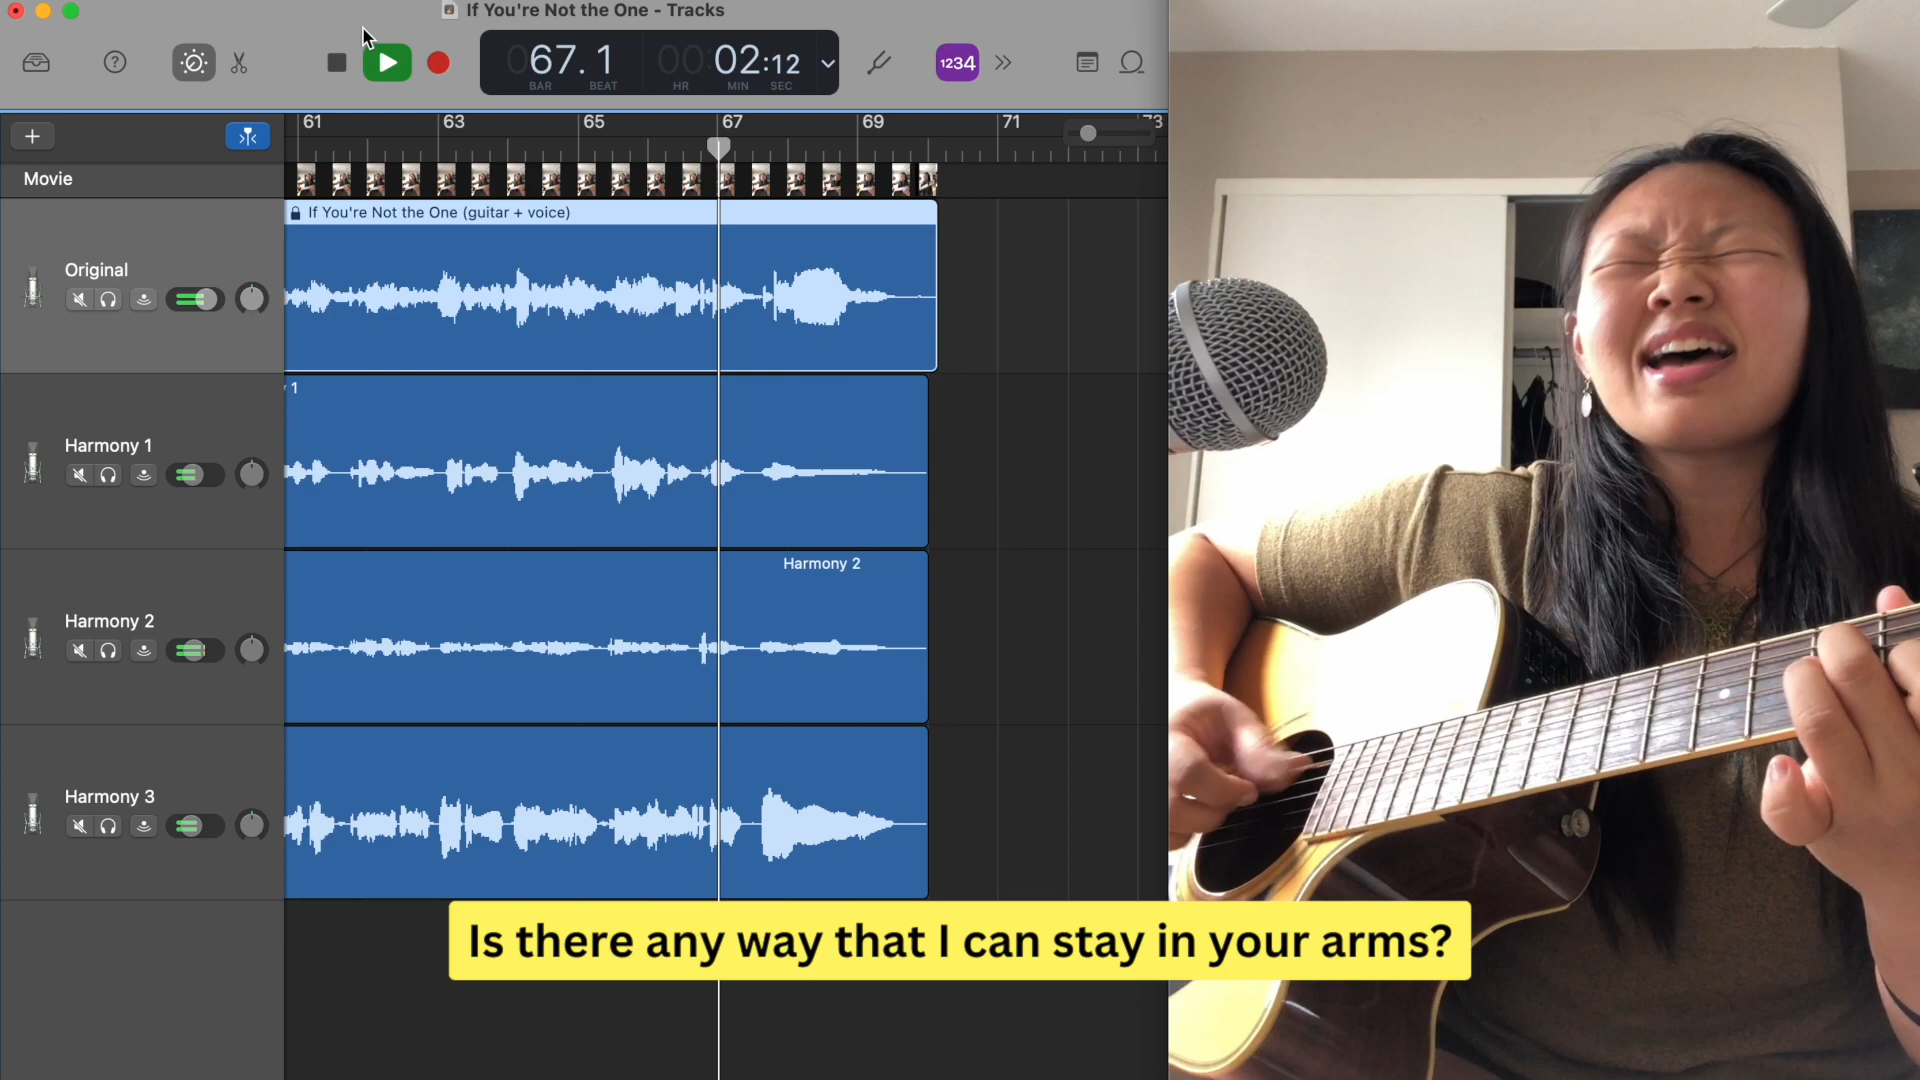 If You're Not the One - Tracks
067.1
BAR BEAT
00:02:12
HR MIN SEC
1234
61 63 65 67 69 71 73
Movie
If You're Not the One (guitar + voice)
Original
1
Harmony 1
Harmony 2
Harmony 2
Harmony 3
Is there any way that I can stay in your arms?